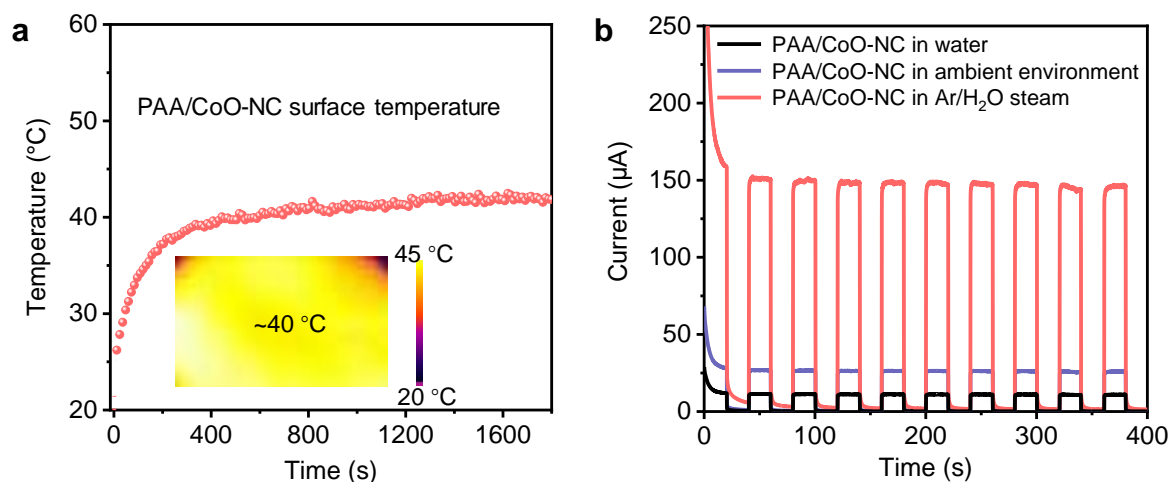 a
60
50
40
30
20
Temperature (°C)
PAA/CoO-NC surface temperature
45 °C
~40 °C
20 °C
0
400
800
1200
1600
Time (s)
b
250
200
150
100
50
0
Current (µA)
PAA/CoO-NC in water
PAA/CoO-NC in ambient environment
PAA/CoO-NC in Ar/H₂O steam
0
100
200
300
400
Time (s)